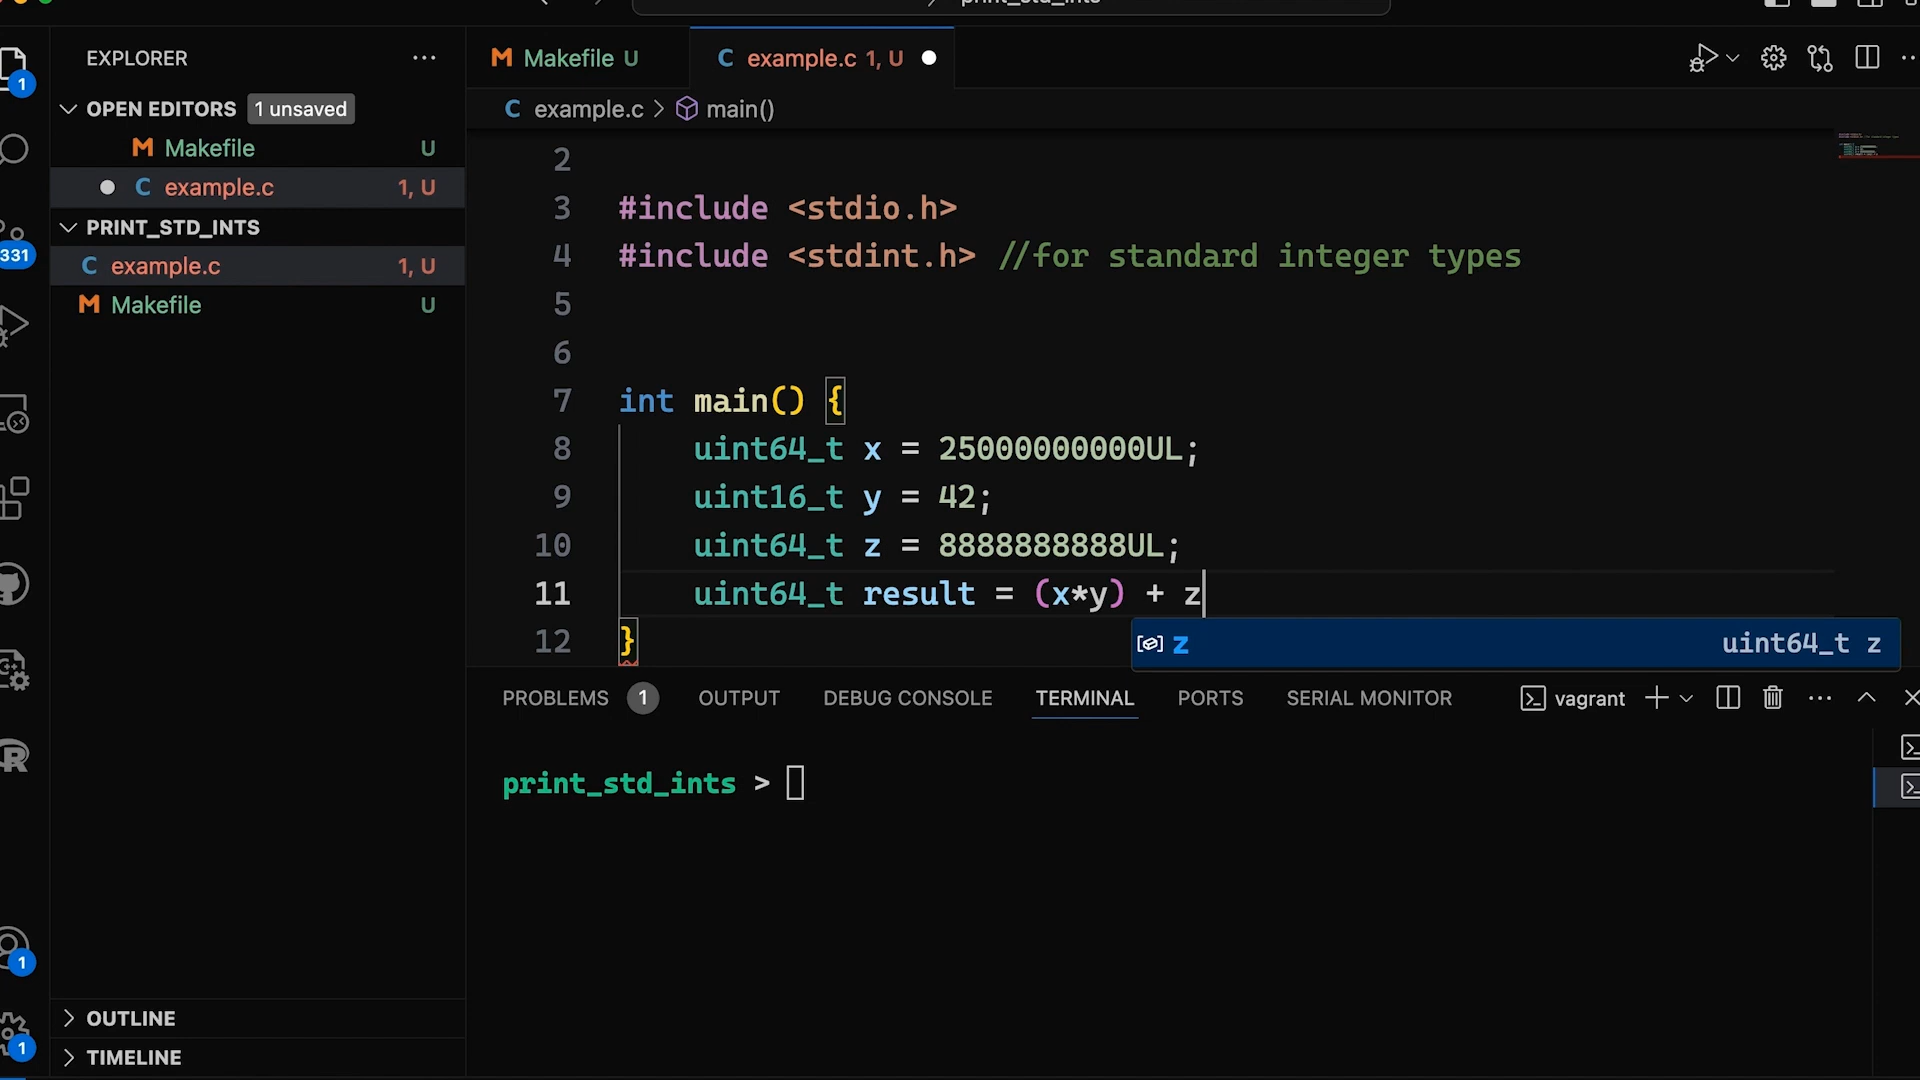 print_std_ints
EXPLORER
Makefile U
example.c 1, U
1
OPEN EDITORS 1 unsaved
example.c > main()
Makefile U
example.c 1, U
PRINT_STD_INTS
331
example.c 1, U
Makefile U
2
3 #include <stdio.h>
4 #include <stdint.h> //for standard integer types
5
6
7 int main() {
8 uint64_t x = 25000000000UL;
9 uint16_t y = 42;
10 uint64_t z = 8888888888UL;
11 uint64_t result = (x*y) + z
12 }
z uint64_t z
PROBLEMS 1 OUTPUT DEBUG CONSOLE TERMINAL PORTS SERIAL MONITOR vagrant
print_std_ints >
1
OUTLINE
1
TIMELINE